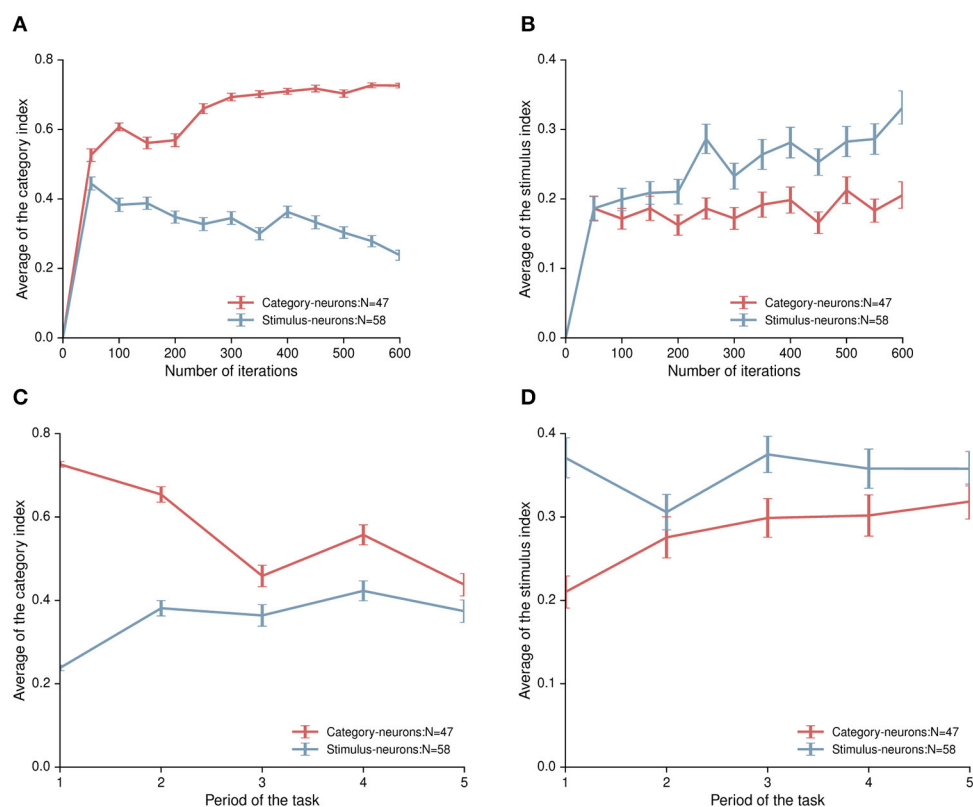 A
Average of the category index
0.8
0.6
0.4
0.2
0.0
0 100 200 300 400 500 600
Number of iterations
Category-neurons:N=47
Stimulus-neurons:N=58
B
Average of the stimulus index
0.4
0.3
0.2
0.1
0.0
0 100 200 300 400 500 600
Number of iterations
Category-neurons:N=47
Stimulus-neurons:N=58
C
Average of the category index
0.8
0.6
0.4
0.2
0.0
1 2 3 4 5
Period of the task
Category-neurons:N=47
Stimulus-neurons:N=58
D
Average of the stimulus index
0.4
0.3
0.2
0.1
0.0
1 2 3 4 5
Period of the task
Category-neurons:N=47
Stimulus-neurons:N=58